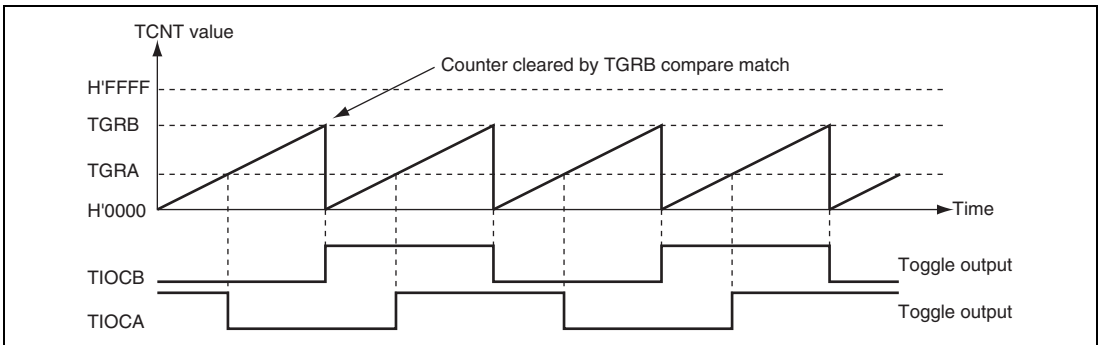 TCNT value
Counter cleared by TGRB compare match
H'FFFF
TGRB
TGRA
H'0000
Time
TIOCB
Toggle output
TIOCA
Toggle output